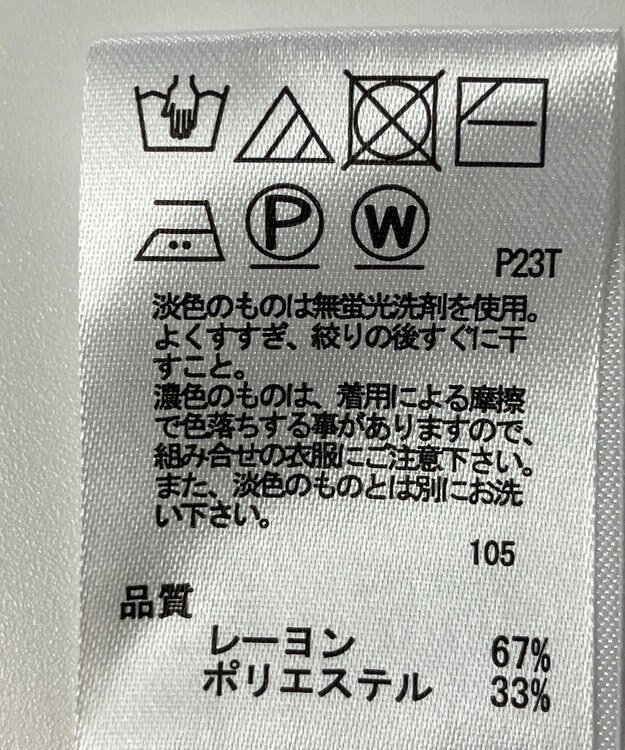 P W P23T
淡色のものは無蛍光洗剤を使用。
よくすすぎ、絞りの後すぐに干
すこと。
濃色のものは、着用による摩擦
で色落ちする事がありますので、
組み合せの衣服にご注意下さい。
また、淡色のものとは別にお洗
い下さい。
105
品質
レーヨン 67%
ポリエステル 33%